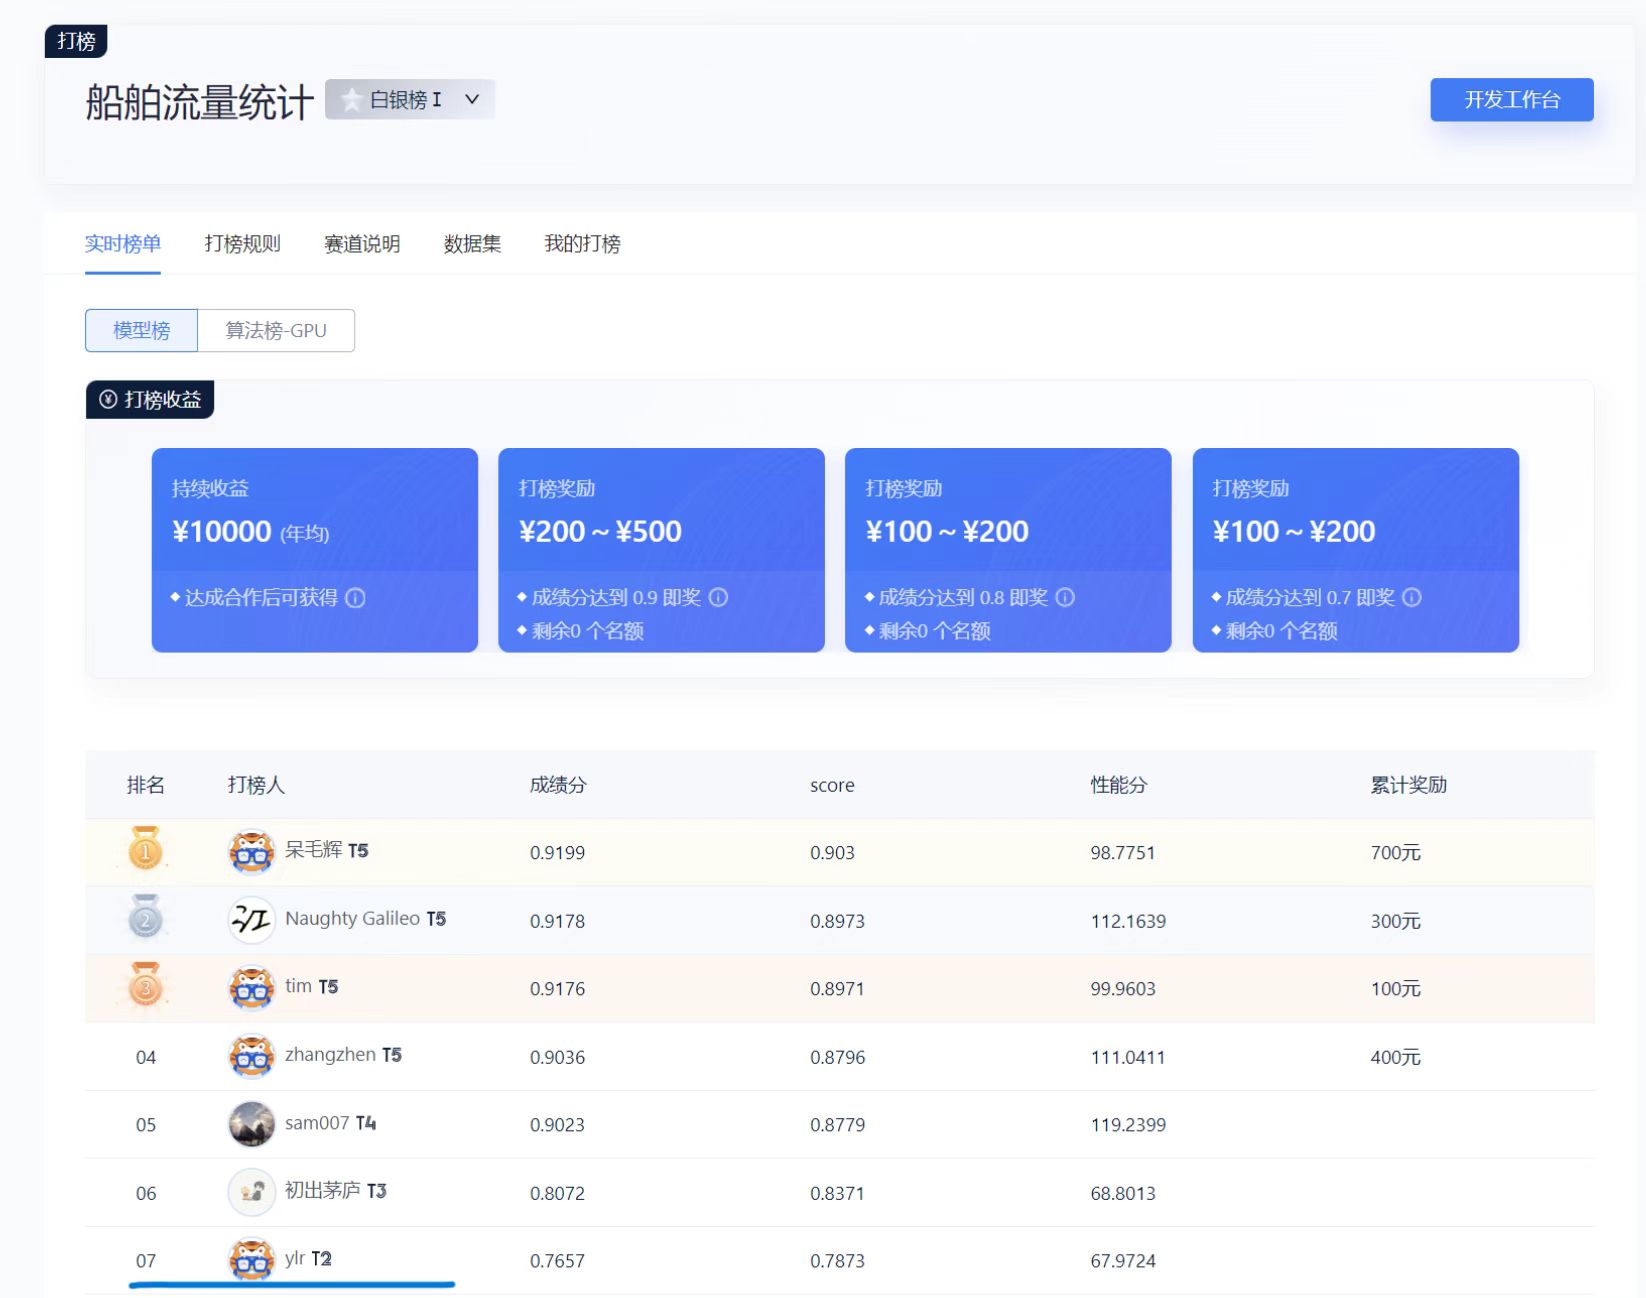 打榜
船舶流量统计 白银榜 I
开发工作台
实时榜单 打榜规则 赛道说明 数据集 我的打榜
模型榜 算法榜-GPU
¥ 打榜收益
持续收益
¥10000 (年均)
达成合作后可获得
打榜奖励
¥200 ~ ¥500
成绩分达到 0.9 即奖
剩余0 个名额
打榜奖励
¥100 ~ ¥200
成绩分达到 0.8 即奖
剩余0 个名额
打榜奖励
¥100 ~ ¥200
成绩分达到 0.7 即奖
剩余0 个名额
排名 打榜人 成绩分 score 性能分 累计奖励
1 呆毛辉 T5 0.9199 0.903 98.7751 700元
2 Naughty Galileo T5 0.9178 0.8973 112.1639 300元
3 tim T5 0.9176 0.8971 99.9603 100元
04 zhangzhen T5 0.9036 0.8796 111.0411 400元
05 sam007 T4 0.9023 0.8779 119.2399
06 初出茅庐 T3 0.8072 0.8371 68.8013
07 ylr T2 0.7657 0.7873 67.9724